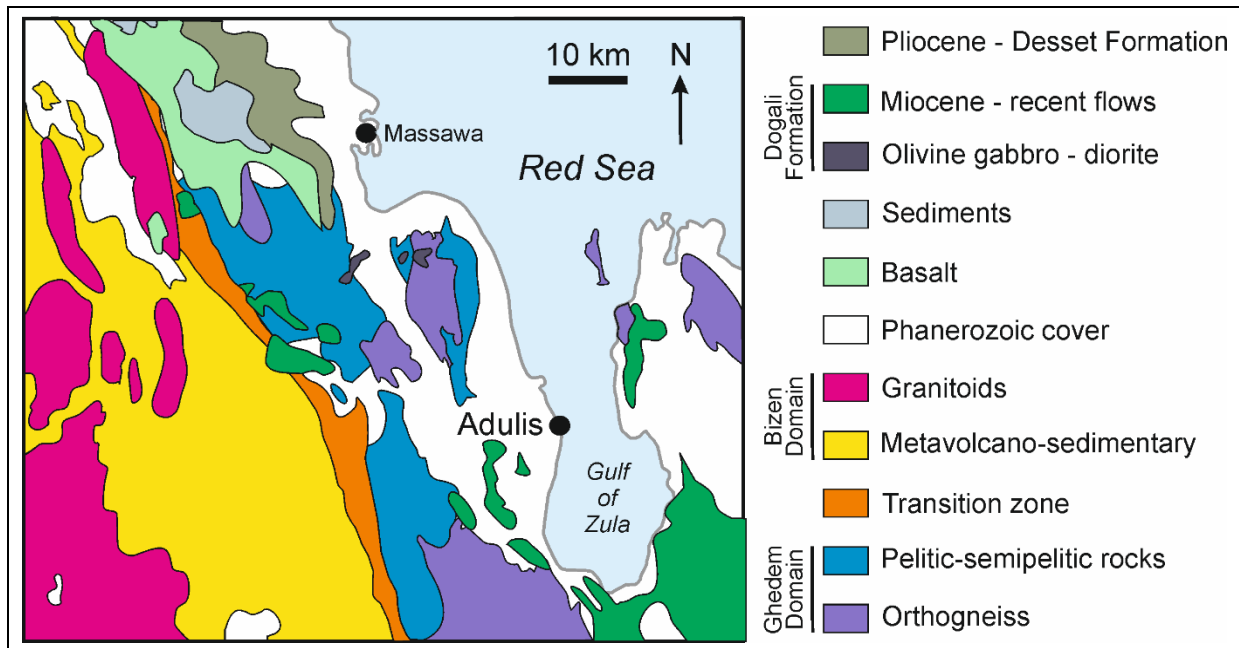 10 km
N
Massawa
Red Sea
Adulis
Gulf
of
Zula
Pliocene - Desset Formation
Dogali
Formation
Miocene - recent flows
Olivine gabbro - diorite
Sediments
Basalt
Phanerozoic cover
Bizen
Domain
Granitoids
Metavolcano-sedimentary
Transition zone
Ghedem
Domain
Pelitic-semipelitic rocks
Orthogneiss